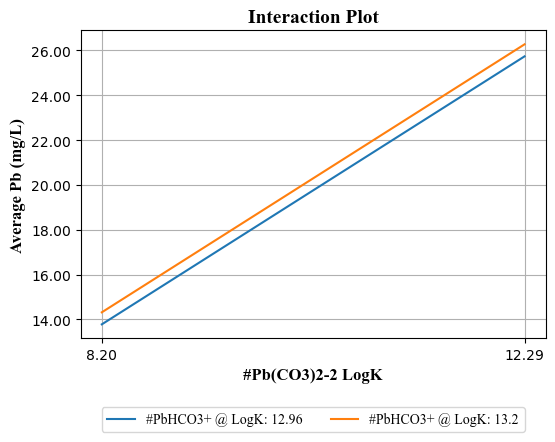 Interaction Plot
Average Pb (mg/L)
26.00
24.00
22.00
20.00
18.00
16.00
14.00
8.20 12.29
#Pb(CO3)2-2 LogK
#PbHCO3+ @ LogK: 12.96 #PbHCO3+ @ LogK: 13.2